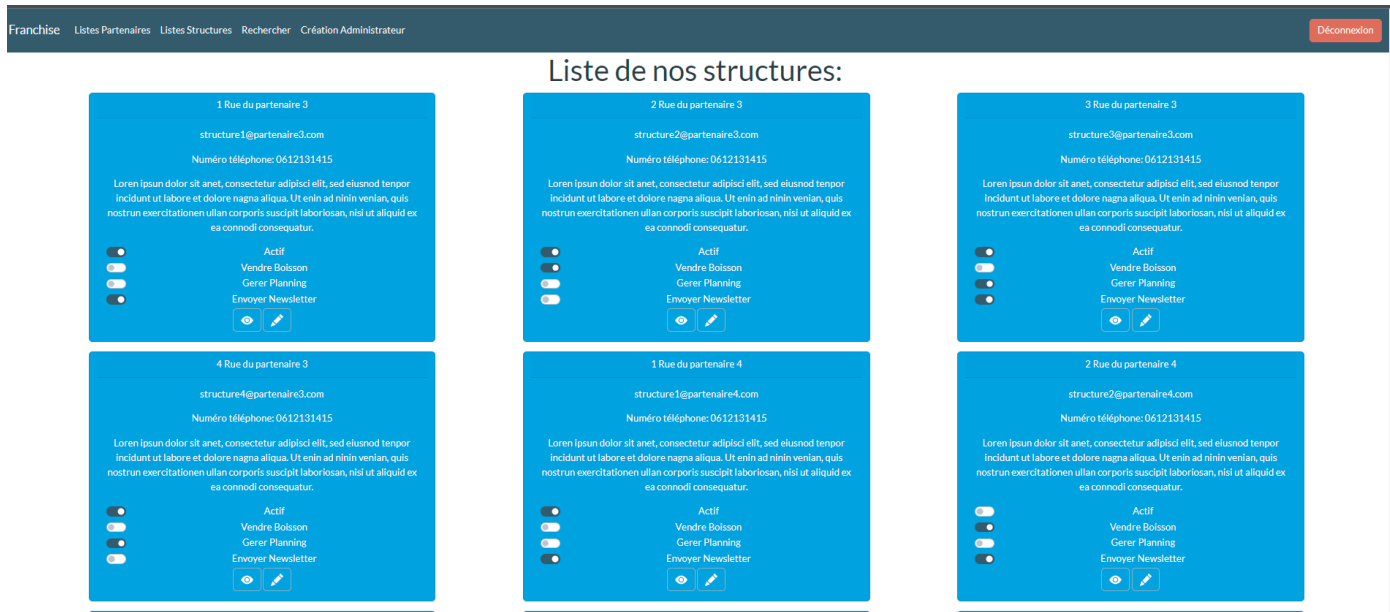 Franchise Listes Partenaires Listes Structures Rechercher Création Administrateur Déconnexion
Liste de nos structures:
1 Rue du partenaire 3
structure1@partenaire3.com
Numéro téléphone: 0612131415
Loren ipsun dolor sit anet, consectetur adipisci elit, sed eiusnod tenpor
incidunt ut labore et dolore nagna aliqua. Ut enin ad ninin venian, quis
nostrun exercitationen ullan corporis suscipit laboriosan, nisi ut aliquid ex
ea connodi consequatur.
Actif
Vendre Boisson
Gerer Planning
Envoyer Newsletter
2 Rue du partenaire 3
structure2@partenaire3.com
Numéro téléphone: 0612131415
Loren ipsun dolor sit anet, consectetur adipisci elit, sed eiusnod tenpor
incidunt ut labore et dolore nagna aliqua. Ut enin ad ninin venian, quis
nostrun exercitationen ullan corporis suscipit laboriosan, nisi ut aliquid ex
ea connodi consequatur.
Actif
Vendre Boisson
Gerer Planning
Envoyer Newsletter
3 Rue du partenaire 3
structure3@partenaire3.com
Numéro téléphone: 0612131415
Loren ipsun dolor sit anet, consectetur adipisci elit, sed eiusnod tenpor
incidunt ut labore et dolore nagna aliqua. Ut enin ad ninin venian, quis
nostrun exercitationen ullan corporis suscipit laboriosan, nisi ut aliquid ex
ea connodi consequatur.
Actif
Vendre Boisson
Gerer Planning
Envoyer Newsletter
4 Rue du partenaire 3
structure4@partenaire3.com
Numéro téléphone: 0612131415
Loren ipsun dolor sit anet, consectetur adipisci elit, sed eiusnod tenpor
incidunt ut labore et dolore nagna aliqua. Ut enin ad ninin venian, quis
nostrun exercitationen ullan corporis suscipit laboriosan, nisi ut aliquid ex
ea connodi consequatur.
Actif
Vendre Boisson
Gerer Planning
Envoyer Newsletter
1 Rue du partenaire 4
structure1@partenaire4.com
Numéro téléphone: 0612131415
Loren ipsun dolor sit anet, consectetur adipisci elit, sed eiusnod tenpor
incidunt ut labore et dolore nagna aliqua. Ut enin ad ninin venian, quis
nostrun exercitationen ullan corporis suscipit laboriosan, nisi ut aliquid ex
ea connodi consequatur.
Actif
Vendre Boisson
Gerer Planning
Envoyer Newsletter
2 Rue du partenaire 4
structure2@partenaire4.com
Numéro téléphone: 0612131415
Loren ipsun dolor sit anet, consectetur adipisci elit, sed eiusnod tenpor
incidunt ut labore et dolore nagna aliqua. Ut enin ad ninin venian, quis
nostrun exercitationen ullan corporis suscipit laboriosan, nisi ut aliquid ex
ea connodi consequatur.
Actif
Vendre Boisson
Gerer Planning
Envoyer Newsletter